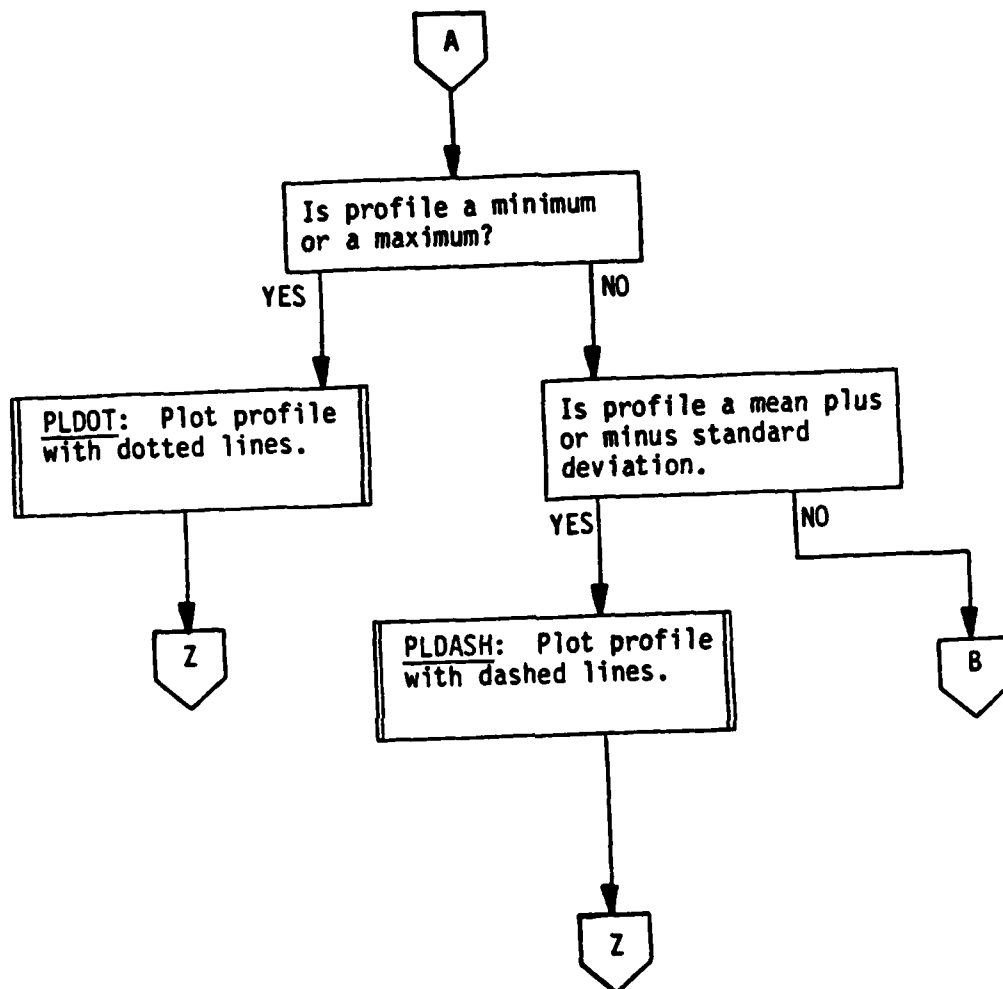 A
Is profile a minimum
or a maximum?
YES
NO
PLDOT: Plot profile
with dotted lines.
Is profile a mean plus
or minus standard
deviation.
YES
NO
Z
PLDASH: Plot profile
with dashed lines.
B
Z